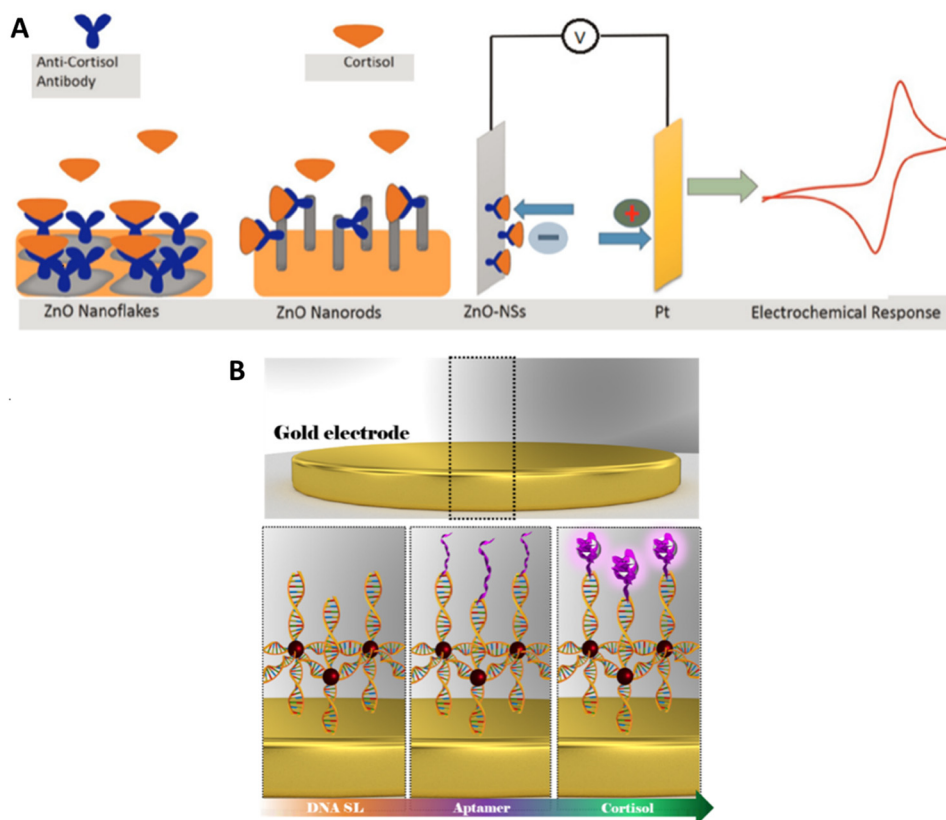 A
Anti-Cortisol
Antibody
Cortisol
V
+
−
ZnO Nanoflakes
ZnO Nanorods
ZnO-NSs
Pt
Electrochemical Response
B
Gold electrode
DNA SL
Aptamer
Cortisol